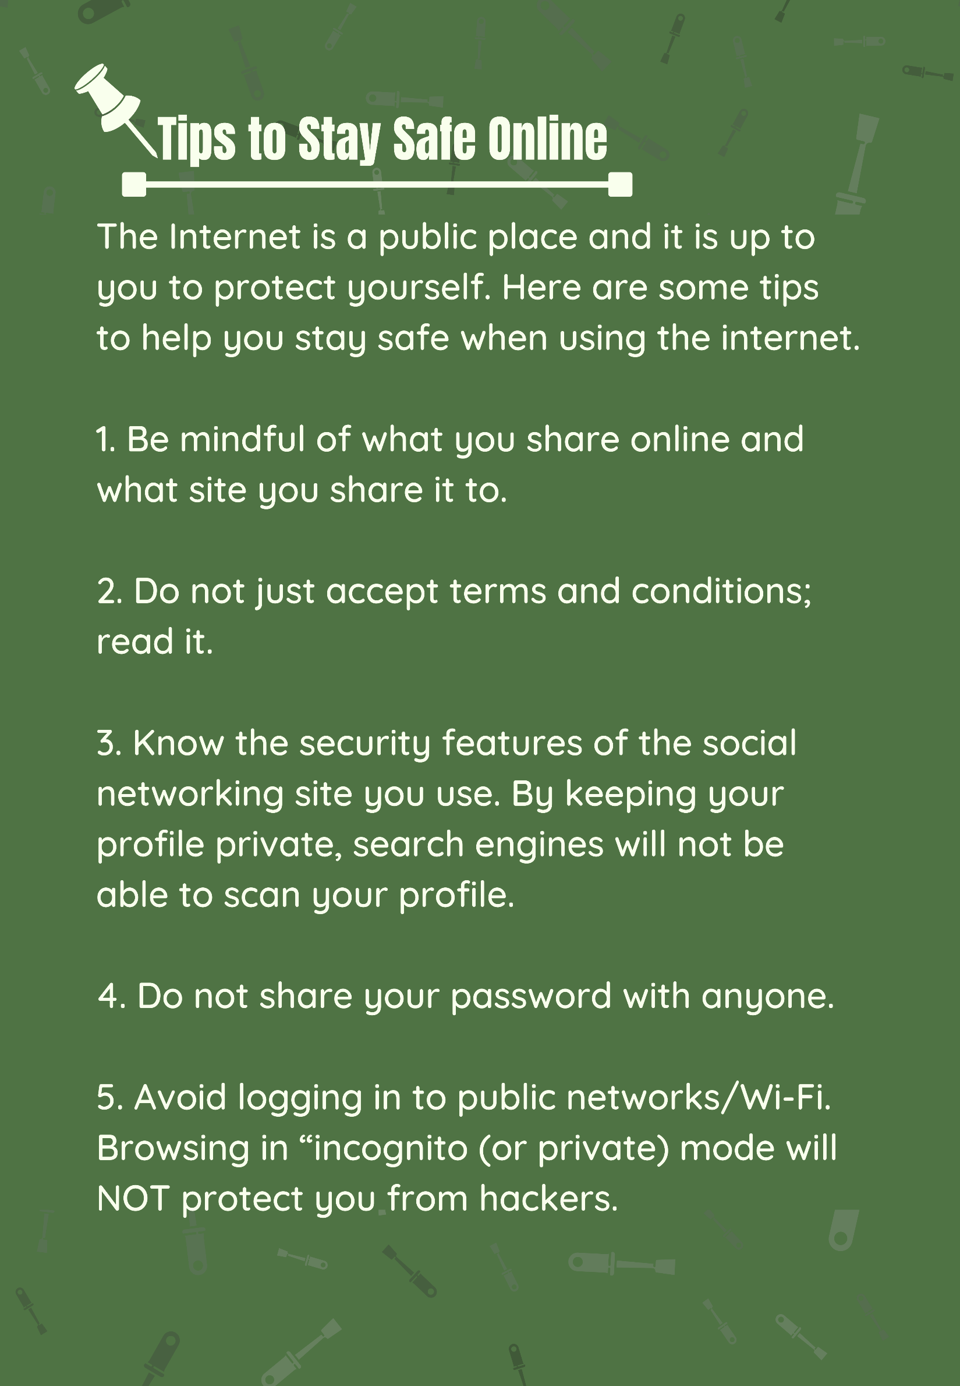 Tips to Stay Safe Online
The Internet is a public place and it is up to
you to protect yourself. Here are some tips
to help you stay safe when using the internet.
1. Be mindful of what you share online and
what site you share it to.
2. Do not just accept terms and conditions;
read it.
3. Know the security features of the social
networking site you use. By keeping your
profile private, search engines will not be
able to scan your profile.
4. Do not share your password with anyone.
5. Avoid logging in to public networks/Wi-Fi.
Browsing in “incognito (or private) mode will
NOT protect you from hackers.